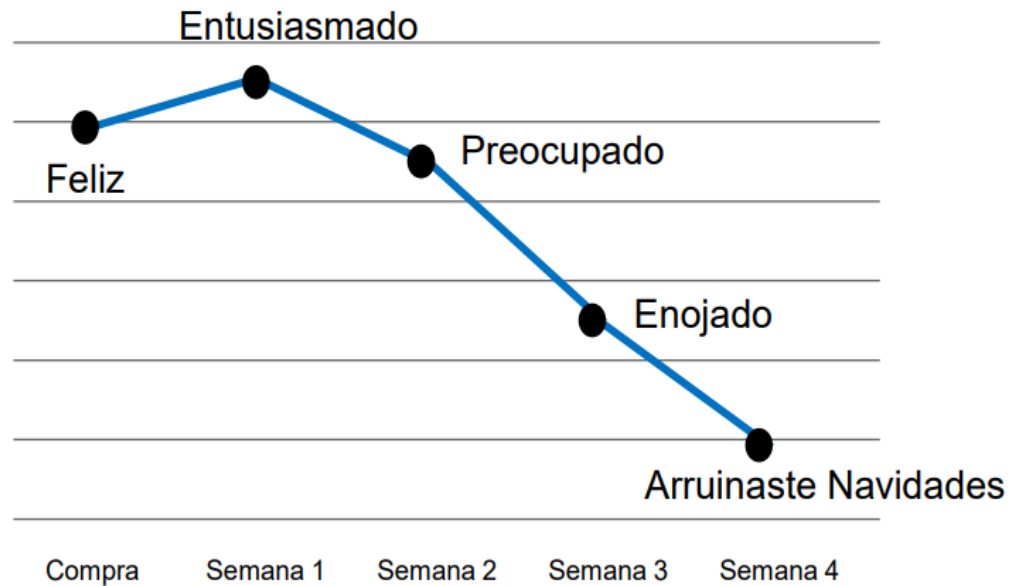 Entusiasmado
Feliz
Preocupado
Enojado
Arruinaste Navidades
Compra
Semana 1
Semana 2
Semana 3
Semana 4